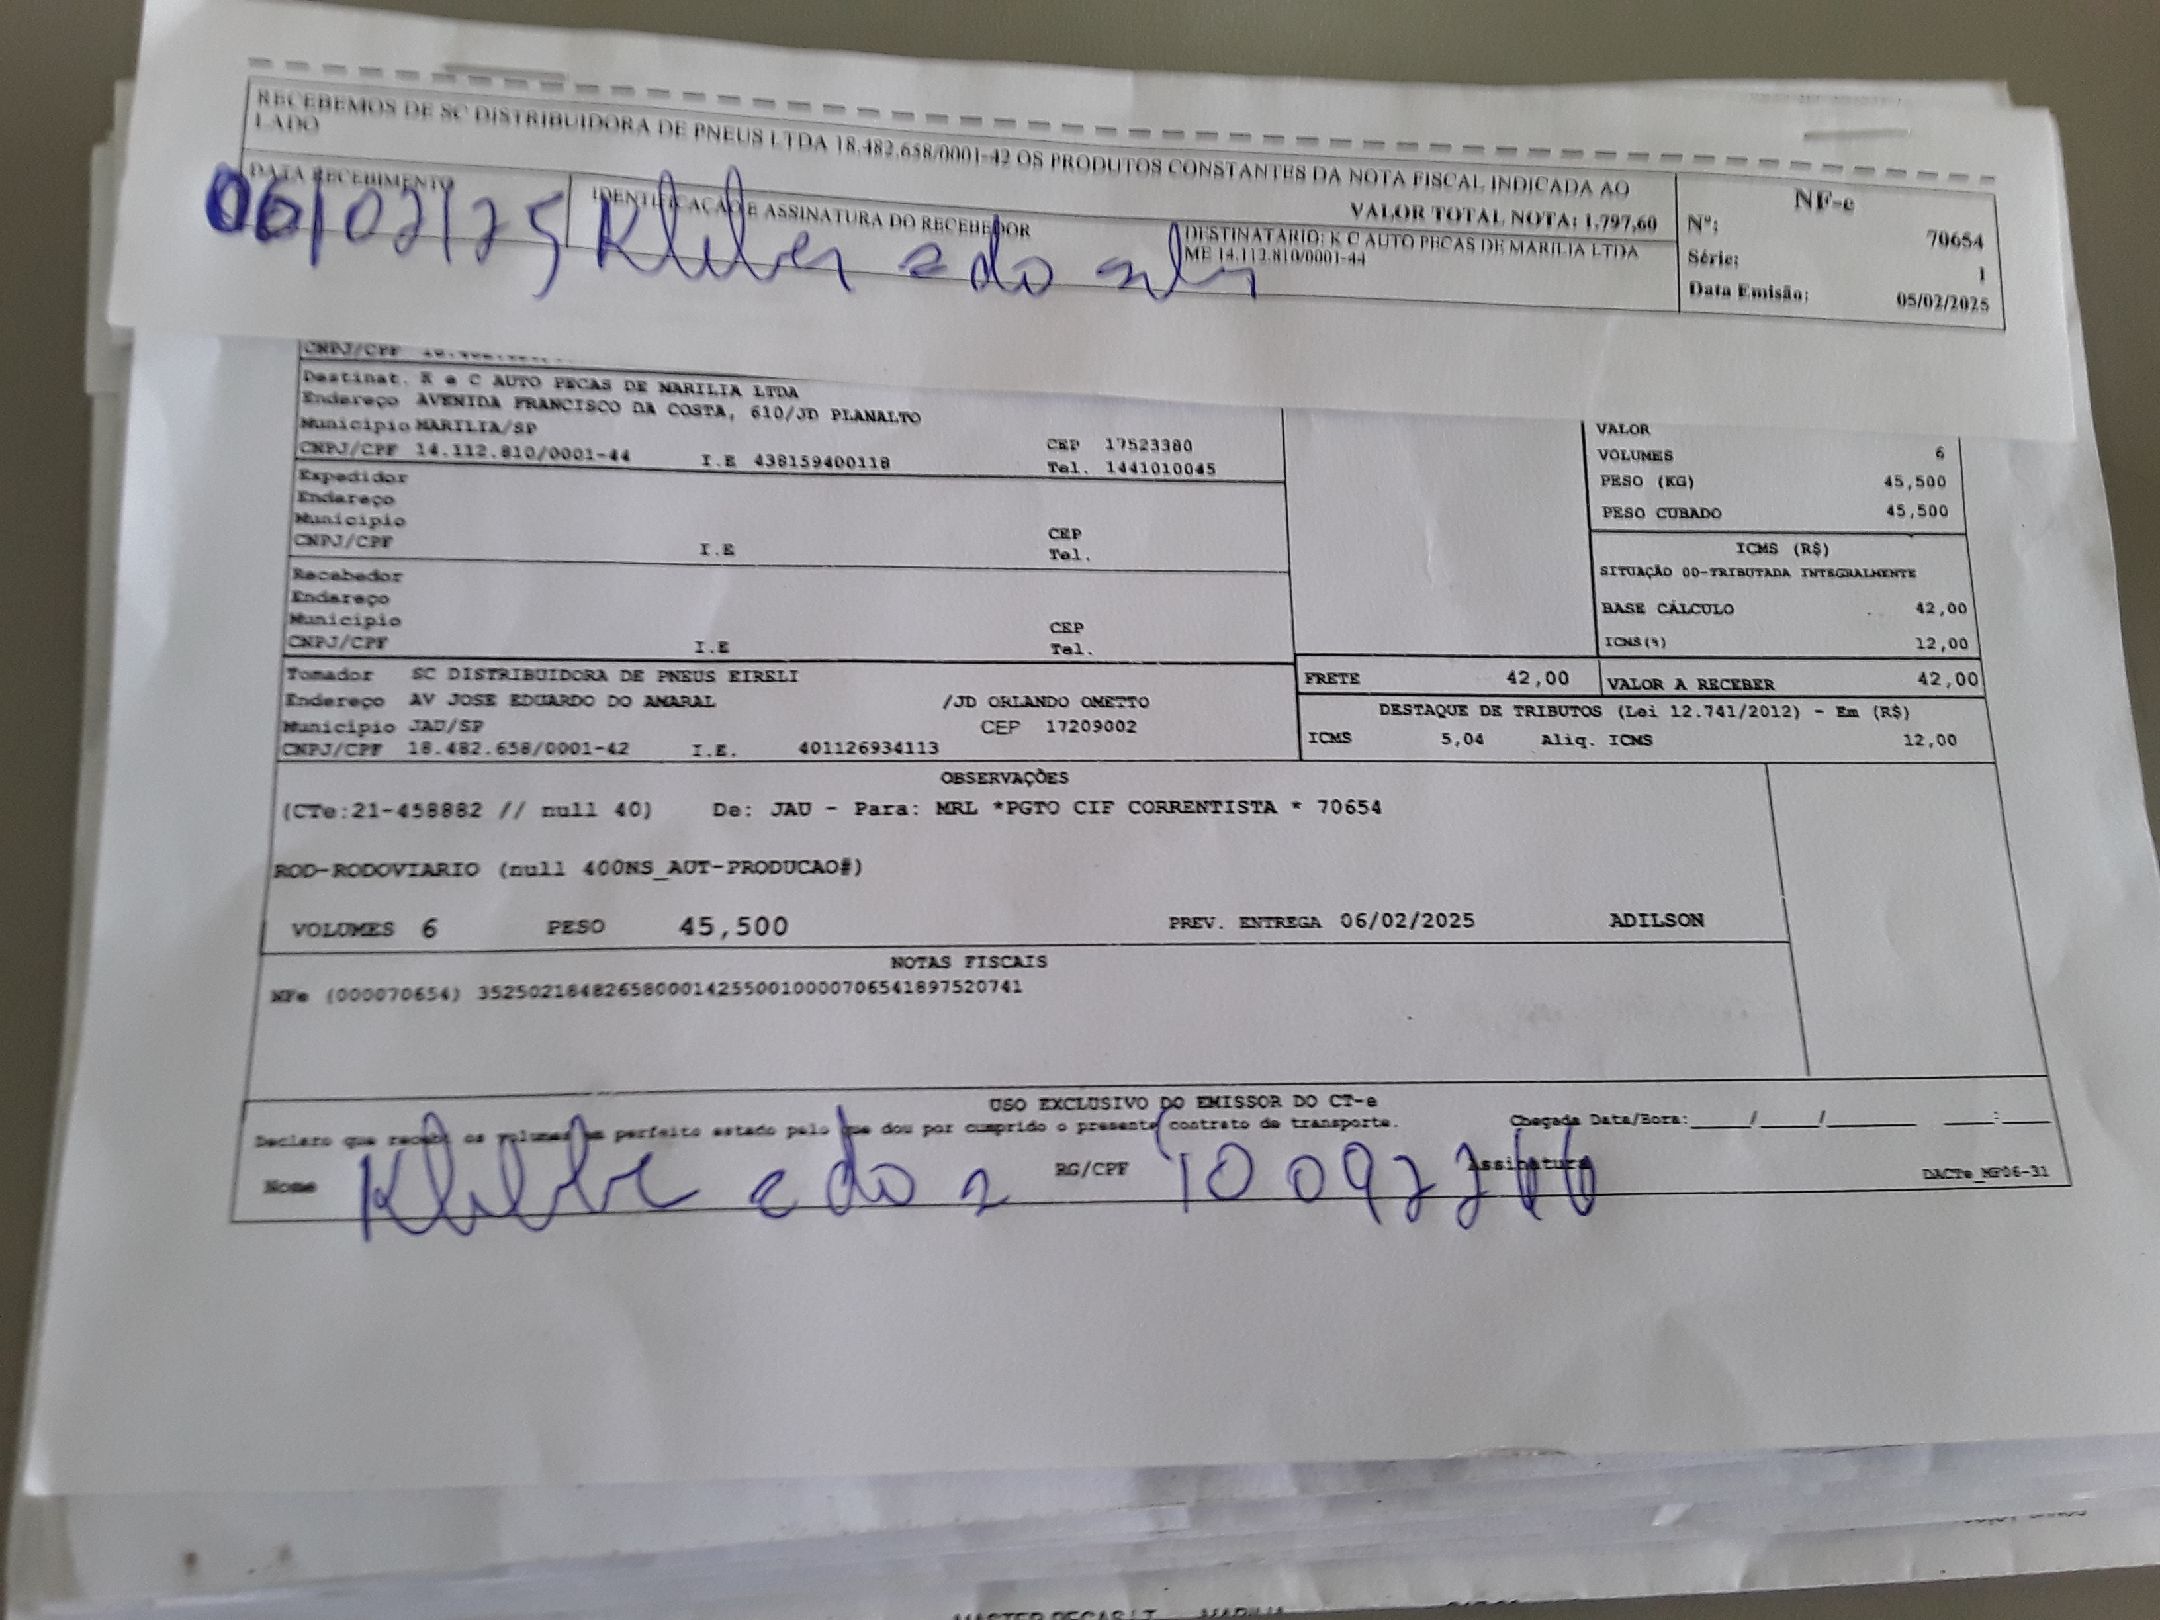 RECEBEMOS DE SC DISTRIBUIDORA DE PNEUS LTDA 18.482.658/0001-42 OS PRODUTOS CONSTANTES DA NOTA FISCAL INDICADA AO
LADO
VALOR TOTAL NOTA: 1.797,60
DATA RECEBIMENTO
06/02/25
IDENTIFICAÇÃO E ASSINATURA DO RECEBEDOR
DESTINATÁRIO: K C AUTO PECAS DE MARILIA LTDA
ME 14.112.810/0001-44
NF-e
Nº: 70654
Série: 1
Data Emissão: 05/02/2025
CNPJ/CPF
Destinat. K e C AUTO PECAS DE MARILIA LTDA
Endereço AVENIDA FRANCISCO DA COSTA, 610/JD PLANALTO
Município MARILIA/SP CEP 17523380
CNPJ/CPF 14.112.810/0001-44 I.E 438159400118 Tel. 1441010045
Expedidor
Endereço
Município CEP
CNPJ/CPF I.E Tel.
Recebedor
Endereço
Município CEP
CNPJ/CPF I.E Tel.
Tomador SC DISTRIBUIDORA DE PNEUS EIRELI
Endereço AV JOSE EDUARDO DO AMARAL /JD ORLANDO OMETTO
Município JAU/SP CEP 17209002
CNPJ/CPF 18.482.658/0001-42 I.E. 401126934113
VALOR
VOLUMES 6
PESO (KG) 45,500
PESO CUBADO 45,500
ICMS (R$)
SITUAÇÃO 00-TRIBUTADA INTEGRALMENTE
BASE CÁLCULO 42,00
ICMS(%) 12,00
FRETE 42,00 VALOR A RECEBER 42,00
DESTAQUE DE TRIBUTOS (Lei 12.741/2012) - Em (R$)
ICMS 5,04 Aliq. ICMS 12,00
OBSERVAÇÕES
(CTe:21-458882 // null 40) De: JAU - Para: MRL *PGTO CIF CORRENTISTA * 70654
ROD-RODOVIARIO (null 400NS_AUT-PRODUCAO#)
VOLUMES 6 PESO 45,500 PREV. ENTREGA 06/02/2025 ADILSON
NOTAS FISCAIS
NFe (000070654) 35250218482658000142550010000706541897520741
USO EXCLUSIVO DO EMISSOR DO CT-e
Declaro que recebi os volumes em perfeito estado pelo que dou por cumprido o presente contrato de transporte. Chegada Data/Hora:____/____/______ ____:____
Nome RG/CPF Assinatura DACTe_MF06-31